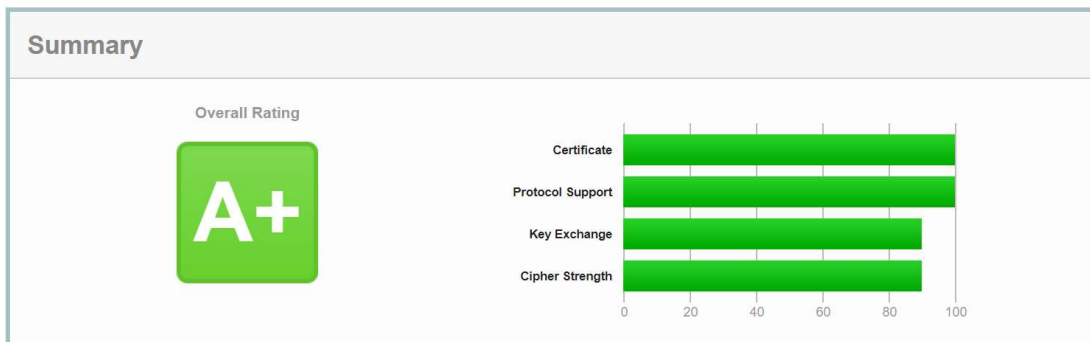 Summary
Overall Rating
A+
Certificate
Protocol Support
Key Exchange
Cipher Strength
0 20 40 60 80 100